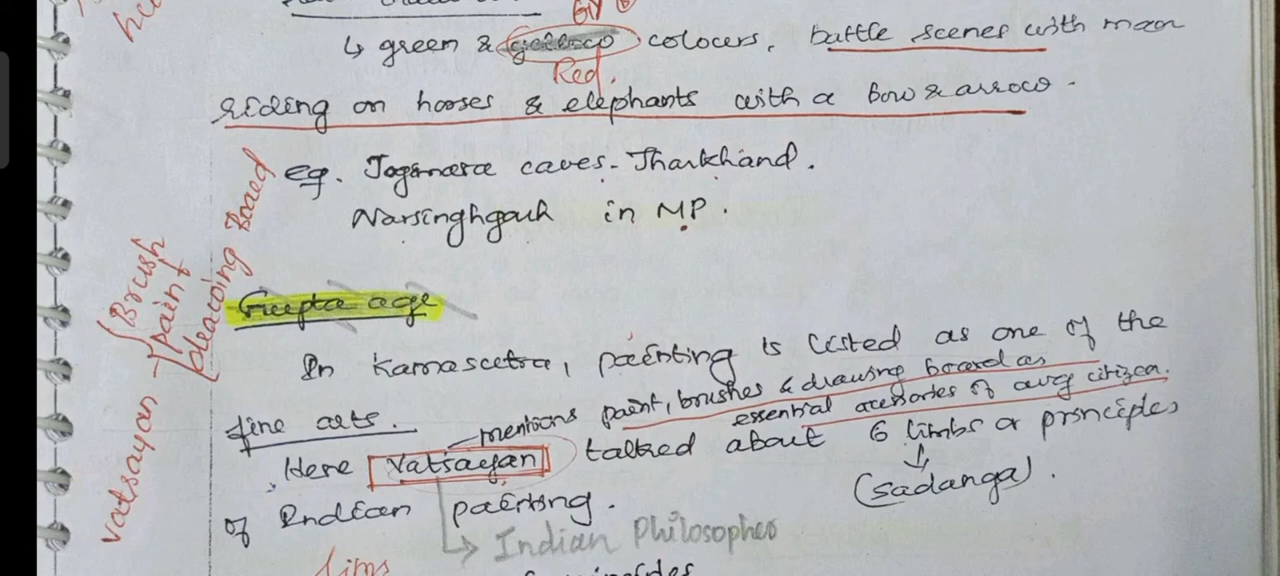 ↳ green & yellow colours, battle scenes with man
Red.
riding on horses & elephants with a bow & arrow.
eg. Jogimara caves - Jharkhand.
Narsinghgarh in MP.
Gupta age
In Kamasutra, painting is listed as one of the
fine arts.
mentions paint, brushes & drawing board as
essential accessories of avg citizen.
Here Vatsayan talked about 6 limbs or principles
(Sadanga).
of Indian painting.
Indian Philosopher
Vatsayan
Brush
paint
drawing Board